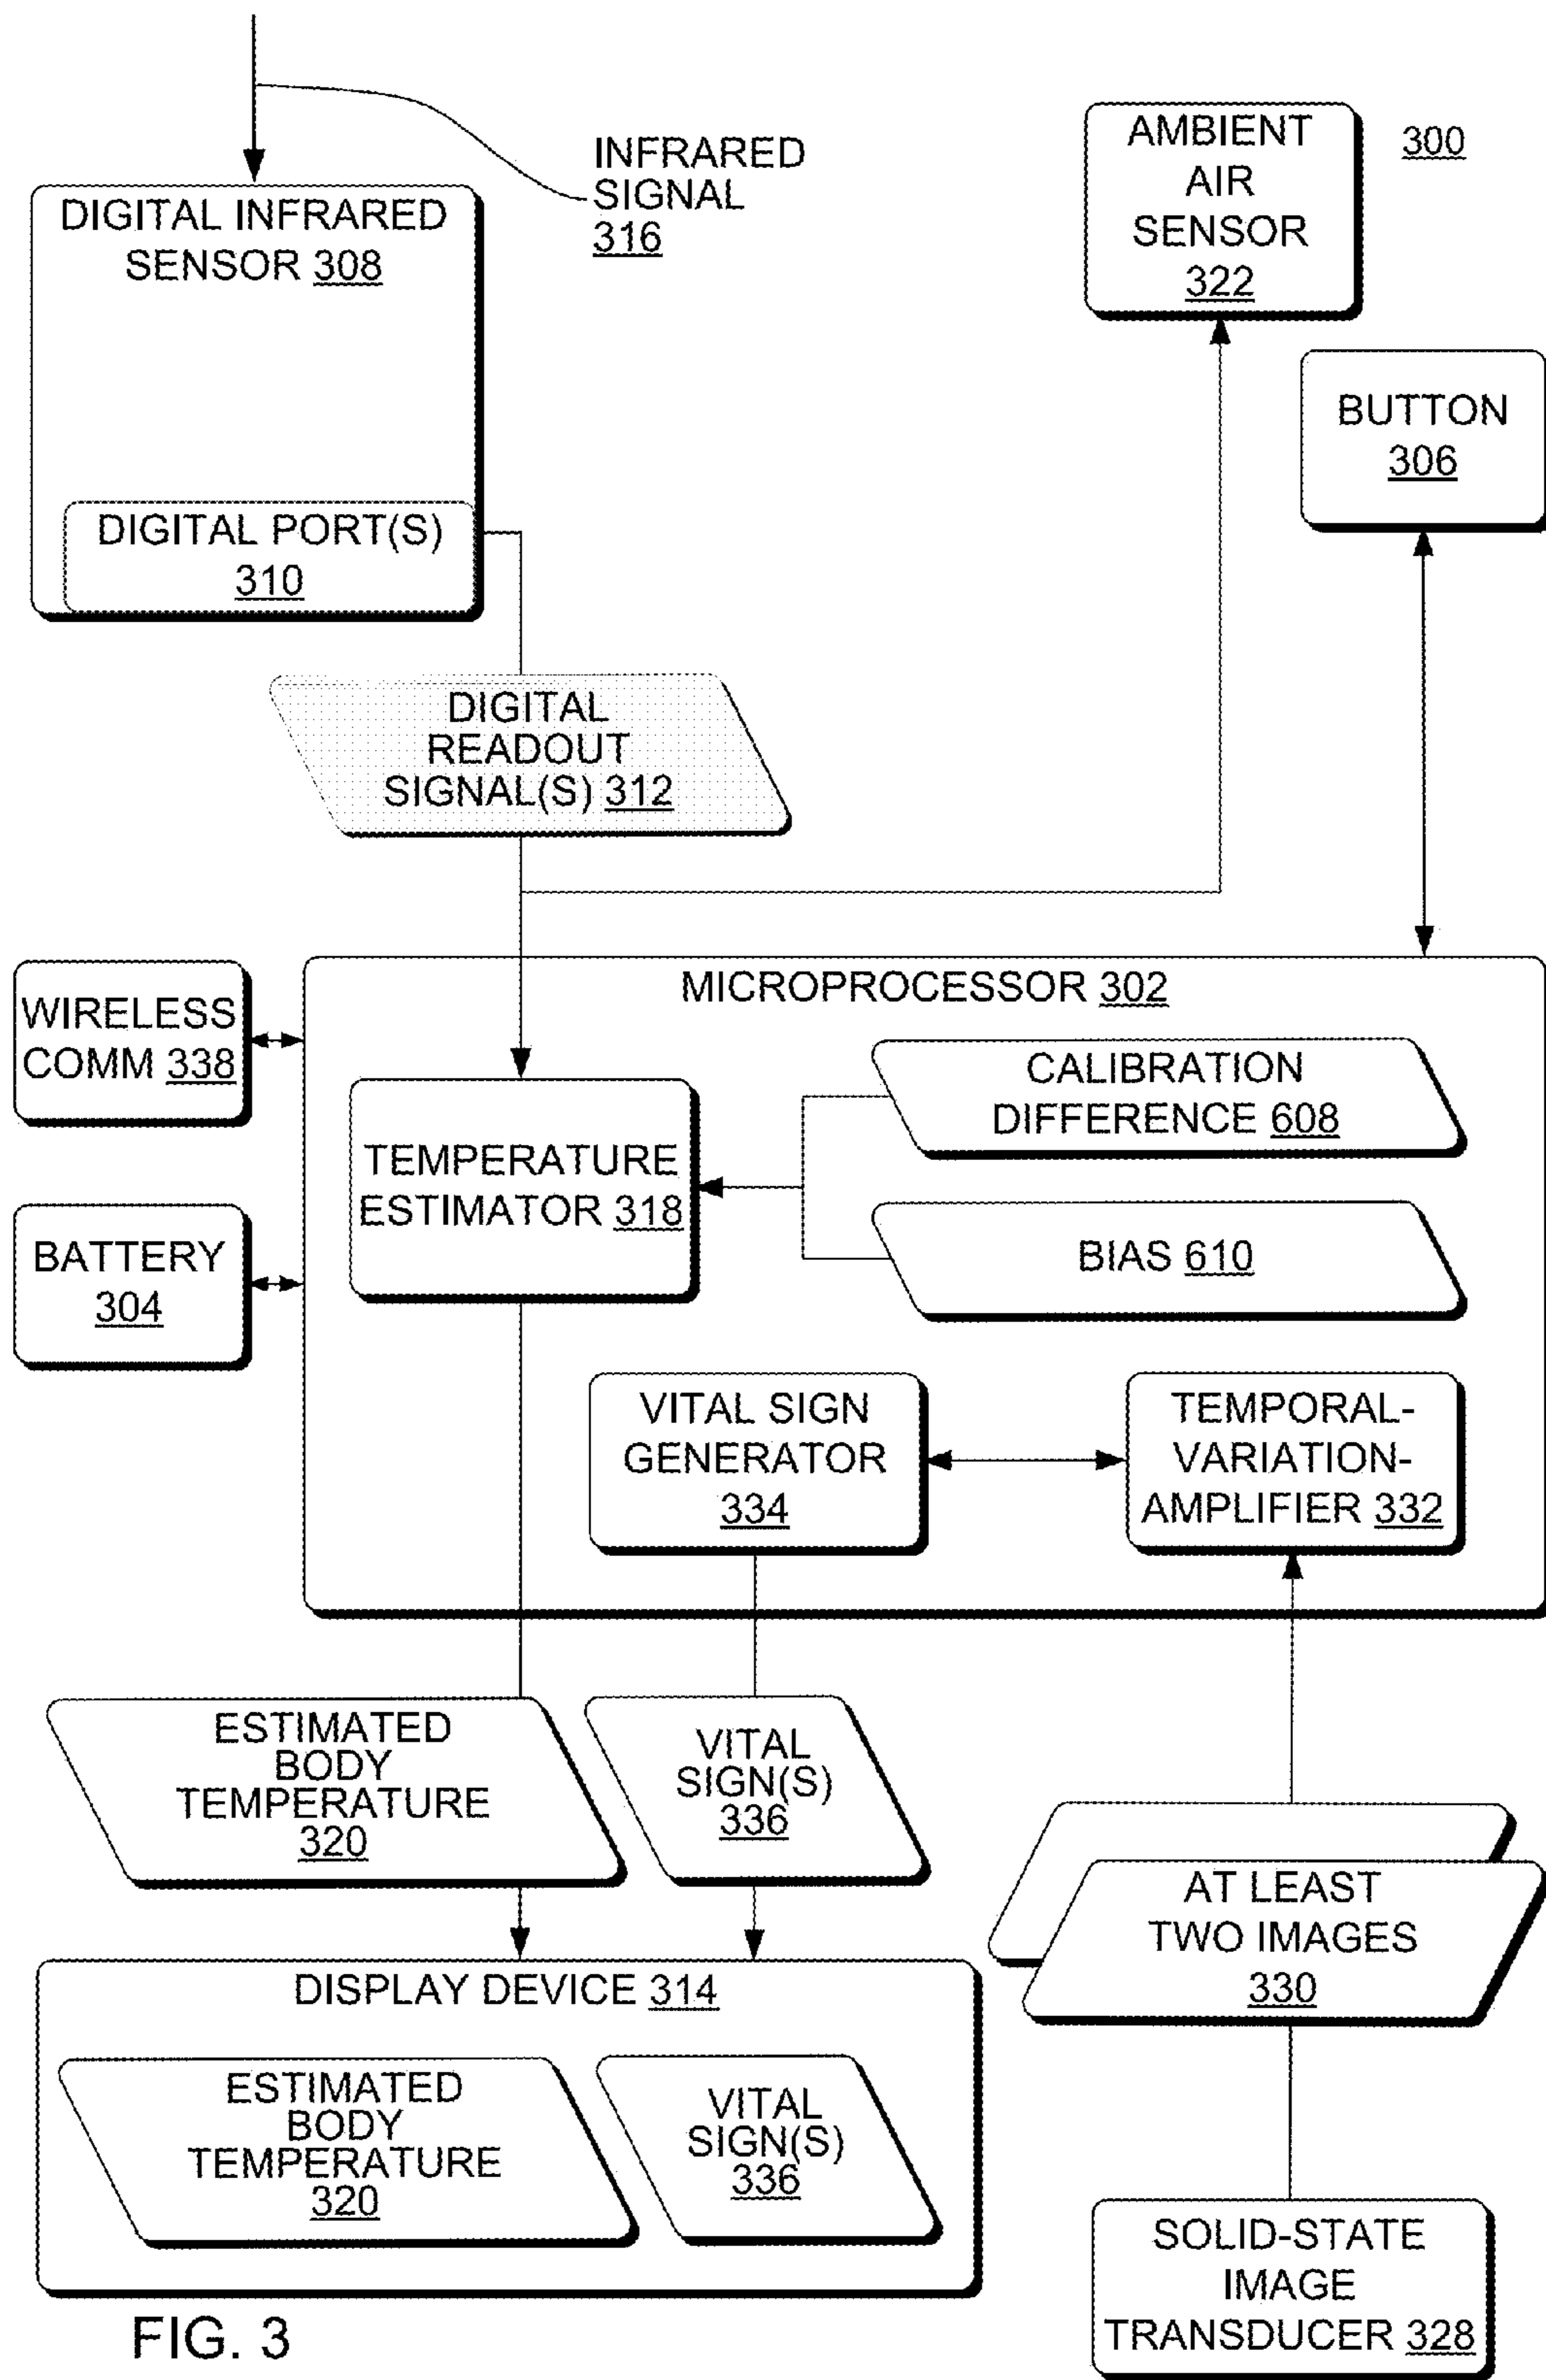 INFRARED
SIGNAL
316
AMBIENT
AIR
SENSOR
322
300
DIGITAL INFRARED
SENSOR 308
BUTTON
306
DIGITAL PORT(S)
310
DIGITAL
READOUT
SIGNAL(S) 312
MICROPROCESSOR 302
WIRELESS
COMM 338
CALIBRATION
DIFFERENCE 608
TEMPERATURE
ESTIMATOR 318
BATTERY
304
BIAS 610
VITAL SIGN
GENERATOR
334
TEMPORAL-
VARIATION-
AMPLIFIER 332
ESTIMATED
BODY
TEMPERATURE
320
VITAL
SIGN(S)
336
AT LEAST
TWO IMAGES
330
DISPLAY DEVICE 314
ESTIMATED
BODY
TEMPERATURE
320
VITAL
SIGN(S)
336
SOLID-STATE
IMAGE
TRANSDUCER 328
FIG. 3